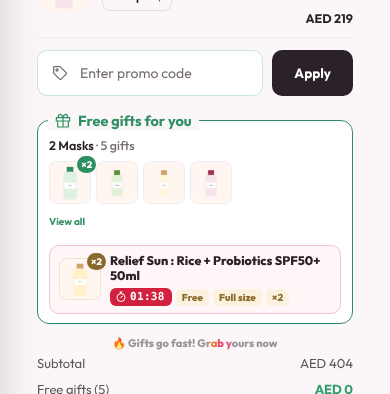 AED 219
Enter promo code
Apply
Free gifts for you
2 Masks · 5 gifts
×2
View all
×2
Relief Sun : Rice + Probiotics SPF50+
50ml
01:38 Free Full size ×2
🔥 Gifts go fast! Grab yours now
Subtotal AED 404
Free gifts (5) AED 0